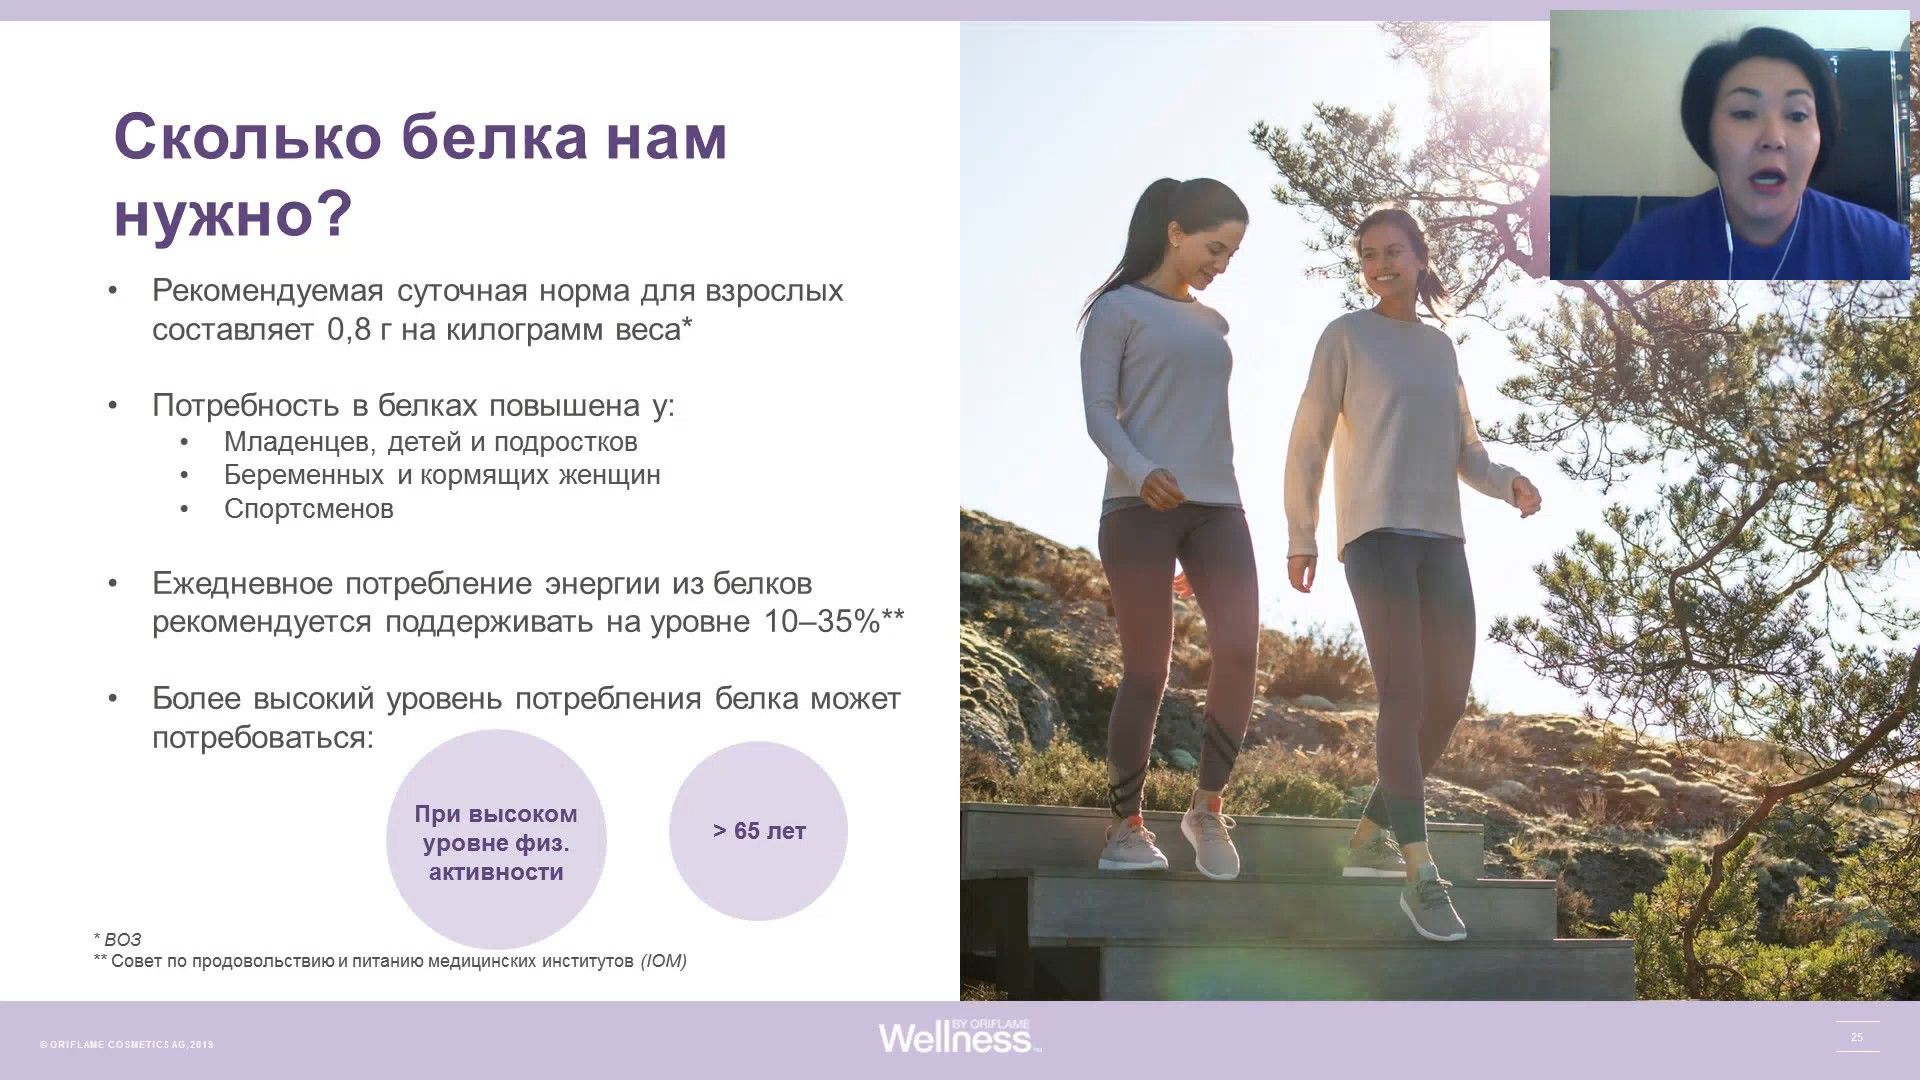 Сколько белка нам
нужно?
• Рекомендуемая суточная норма для взрослых
составляет 0,8 г на килограмм веса*
• Потребность в белках повышена у:
• Младенцев, детей и подростков
• Беременных и кормящих женщин
• Спортсменов
• Ежедневное потребление энергии из белков
рекомендуется поддерживать на уровне 10–35%**
• Более высокий уровень потребления белка может
потребоваться:
При высоком
уровне физ.
активности
> 65 лет
* ВОЗ
** Совет по продовольствию и питанию медицинских институтов (IOM)
© ORIFLAME COSMETICS AG, 2019
BY ORIFLAME
Wellness™
25